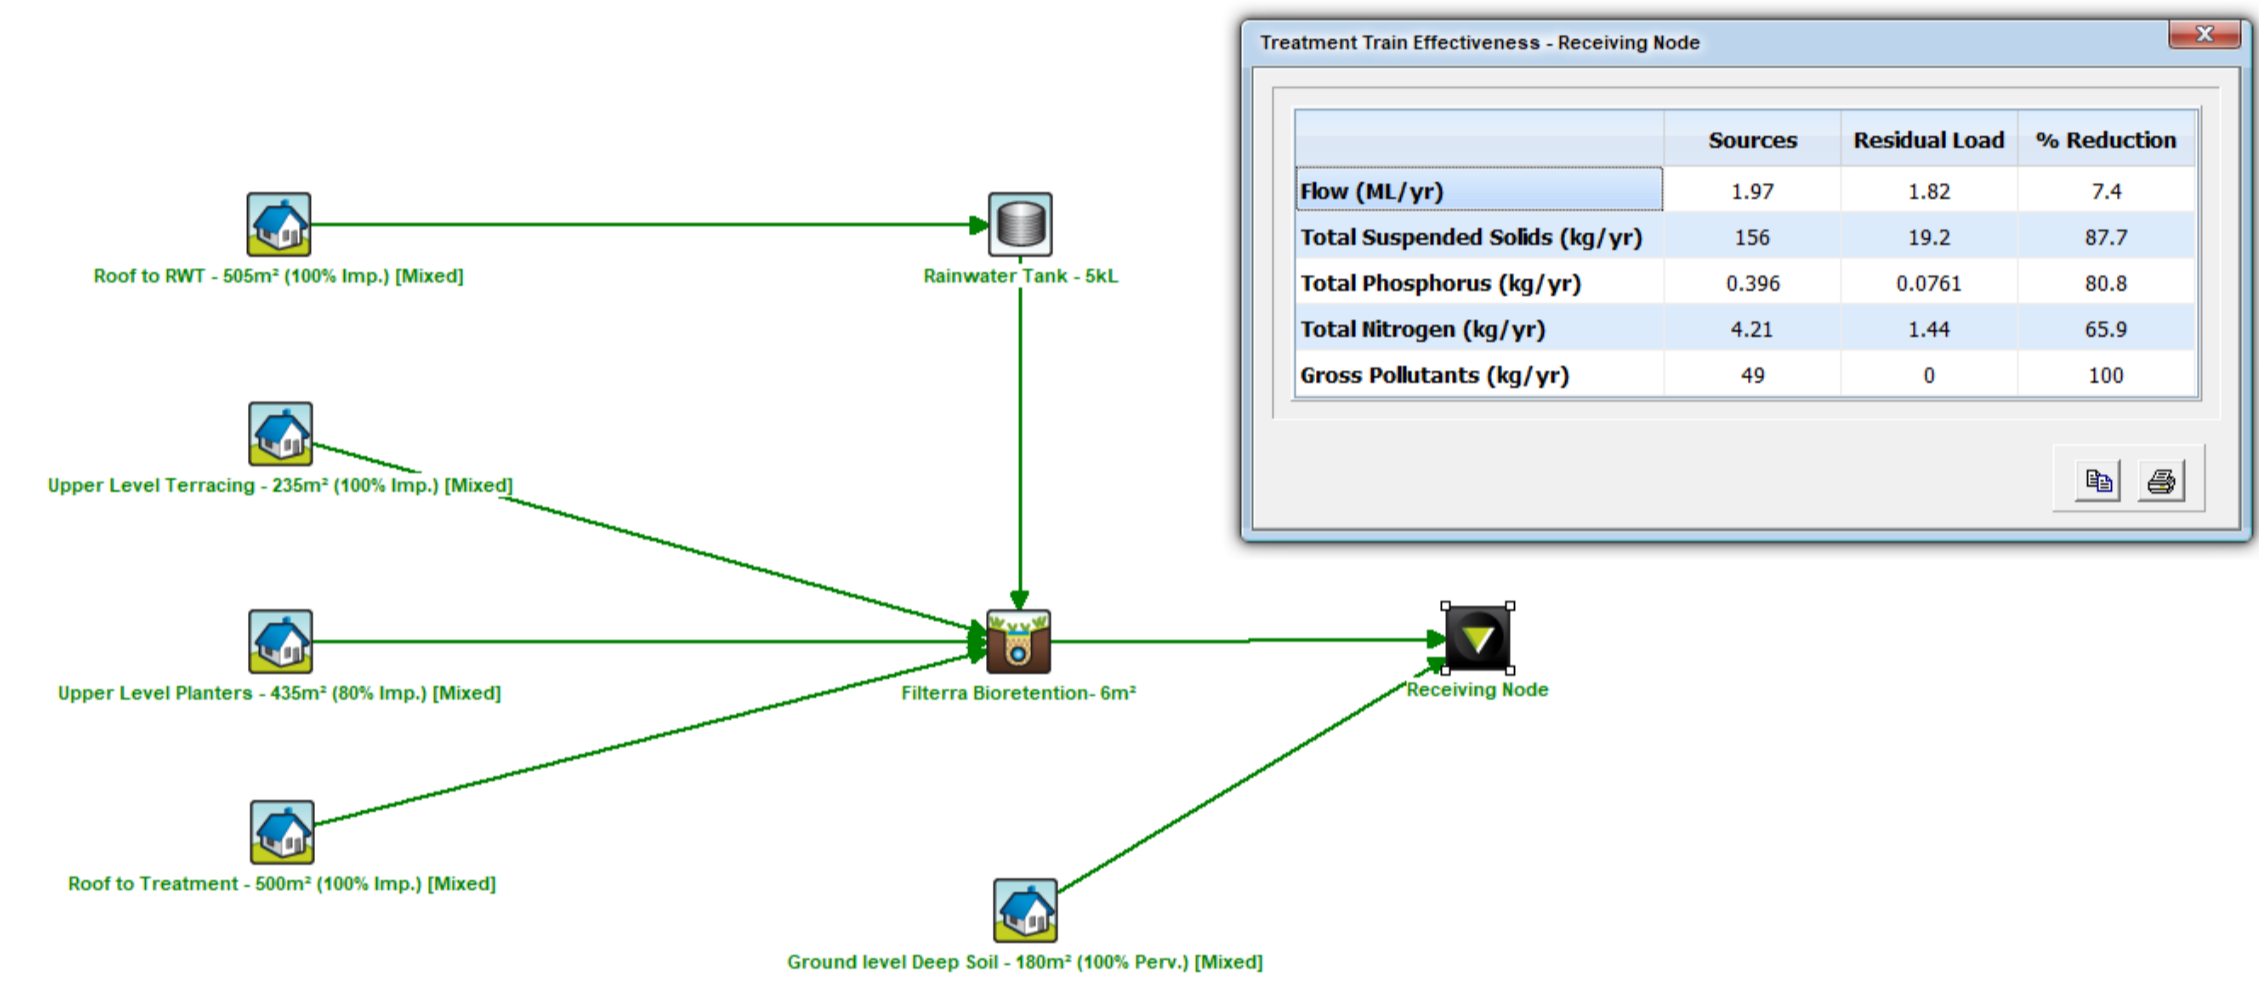 Treatment Train Effectiveness - Receiving Node
Sources Residual Load % Reduction
Flow (ML/yr) 1.97 1.82 7.4
Total Suspended Solids (kg/yr) 156 19.2 87.7
Total Phosphorus (kg/yr) 0.396 0.0761 80.8
Total Nitrogen (kg/yr) 4.21 1.44 65.9
Gross Pollutants (kg/yr) 49 0 100
Roof to RWT - 505m² (100% Imp.) [Mixed]
Rainwater Tank - 5kL
Upper Level Terracing - 235m² (100% Imp.) [Mixed]
Upper Level Planters - 435m² (80% Imp.) [Mixed]
Filterra Bioretention- 6m²
Receiving Node
Roof to Treatment - 500m² (100% Imp.) [Mixed]
Ground level Deep Soil - 180m² (100% Perv.) [Mixed]